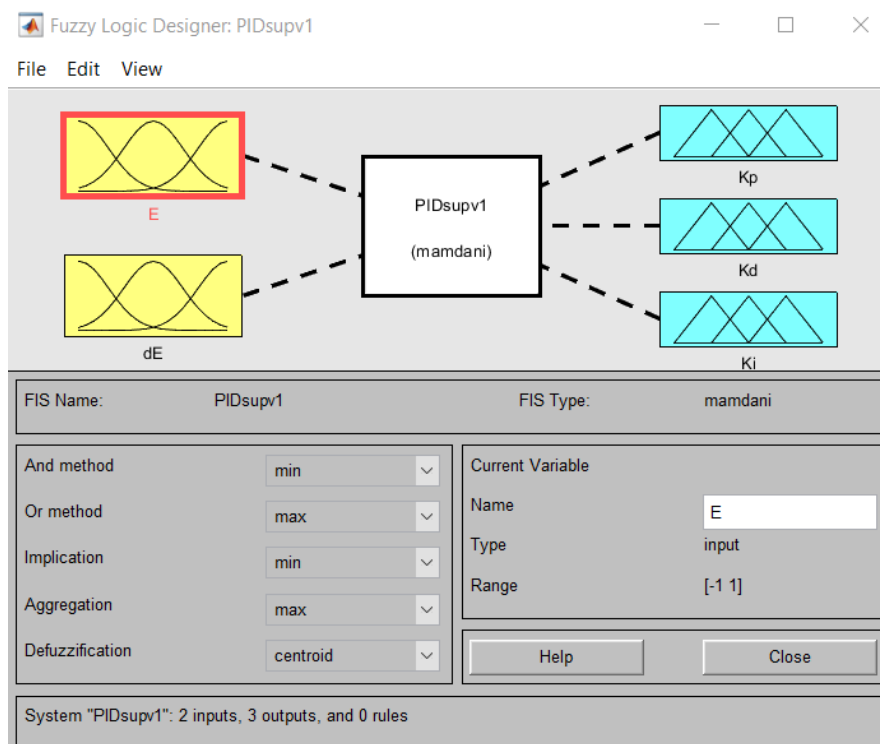 Fuzzy Logic Designer: PIDsupv1
File Edit View
E
dE
PIDsupv1
(mamdani)
Kp
Kd
Ki
FIS Name: PIDsupv1 FIS Type: mamdani
And method min
Or method max
Implication min
Aggregation max
Defuzzification centroid
Current Variable
Name E
Type input
Range [-1 1]
Help Close
System "PIDsupv1": 2 inputs, 3 outputs, and 0 rules